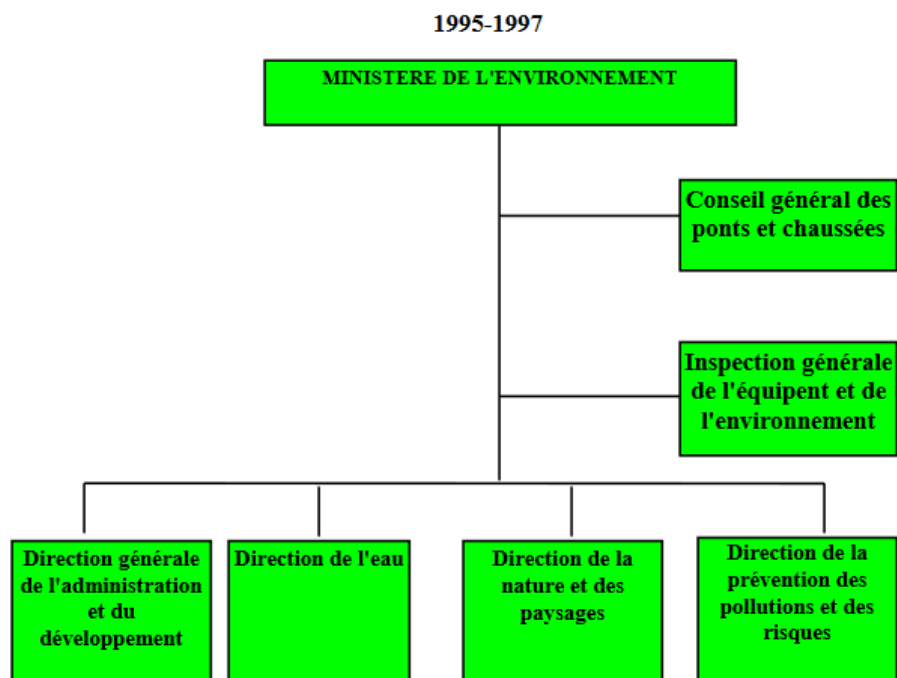 1995-1997
MINISTERE DE L'ENVIRONNEMENT
Conseil général des
ponts et chaussées
Inspection générale
de l'équipent et de
l'environnement
Direction générale
de l'administration
et du
développement
Direction de l'eau
Direction de la
nature et des
paysages
Direction de la
prévention des
pollutions et des
risques